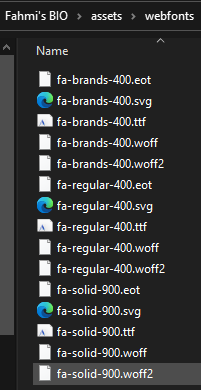 Fahmi's BIO > assets > webfonts
Name
fa-brands-400.eot
fa-brands-400.svg
fa-brands-400.ttf
fa-brands-400.woff
fa-brands-400.woff2
fa-regular-400.eot
fa-regular-400.svg
fa-regular-400.ttf
fa-regular-400.woff
fa-regular-400.woff2
fa-solid-900.eot
fa-solid-900.svg
fa-solid-900.ttf
fa-solid-900.woff
fa-solid-900.woff2